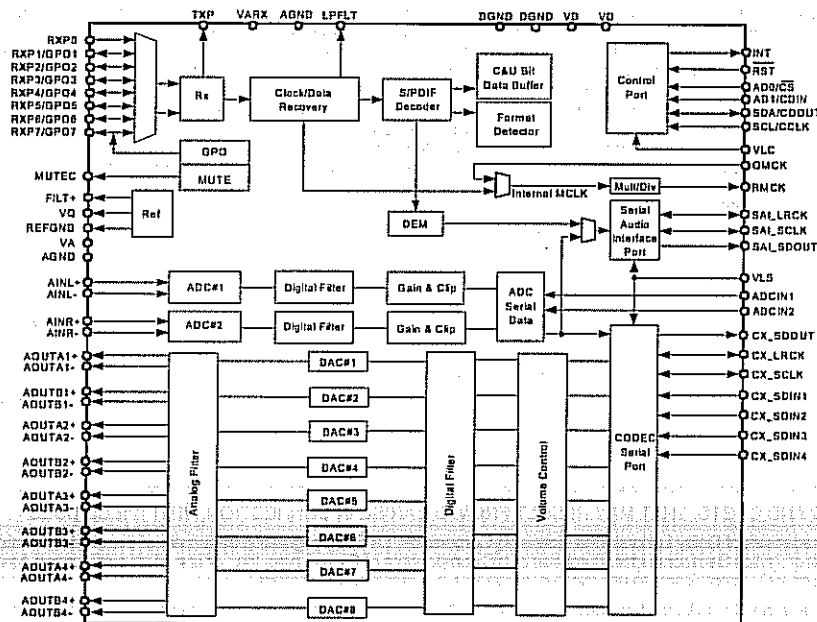 TXP VARX AGND LPFLT DGND DGND VD VD
RXP0
RXP1/GPO1
RXP2/GPO2
RXP3/GPO3
RXP4/GPO4
RXP5/GPO5
RXP6/GPO6
RXP7/GPO7
Rx
Clock/Data
Recovery
S/PDIF
Decoder
C&U Bit
Data Buffer
Format
Detector
Control
Port
INT
RST
AD0/CS
AD1/CDIN
SDA/CDOUT
SCL/CCLK
VLC
OMCK
RMCK
GPO
MUTE
MUTEC
FILT+
VQ
REFGND
VA
AGND
Ref
Internal MCLK
Mult/Div
DEM
Serial
Audio
Interface
Port
SAI_LRCK
SAI_SCLK
SAI_SDOUT
VLS
ADCIN1
ADCIN2
AINL+
AINL-
ADC#1
Digital Filter
Gain & Clip
ADC
Serial
Data
AINR+
AINR-
ADC#2
Digital Filter
Gain & Clip
CX_SDOUT
CX_LRCK
CX_SCLK
CX_SDIN1
CX_SDIN2
CX_SDIN3
CX_SDIN4
AOUTA1+
AOUTA1-
AOUTB1+
AOUTB1-
AOUTA2+
AOUTA2-
AOUTB2+
AOUTB2-
AOUTA3+
AOUTA3-
AOUTB3+
AOUTB3-
AOUTA4+
AOUTA4-
AOUTB4+
AOUTB4-
Analog Filter
DAC#1
DAC#2
DAC#3
DAC#4
DAC#5
DAC#6
DAC#7
DAC#8
Digital Filter
Volume Control
CODEC
Serial
Port